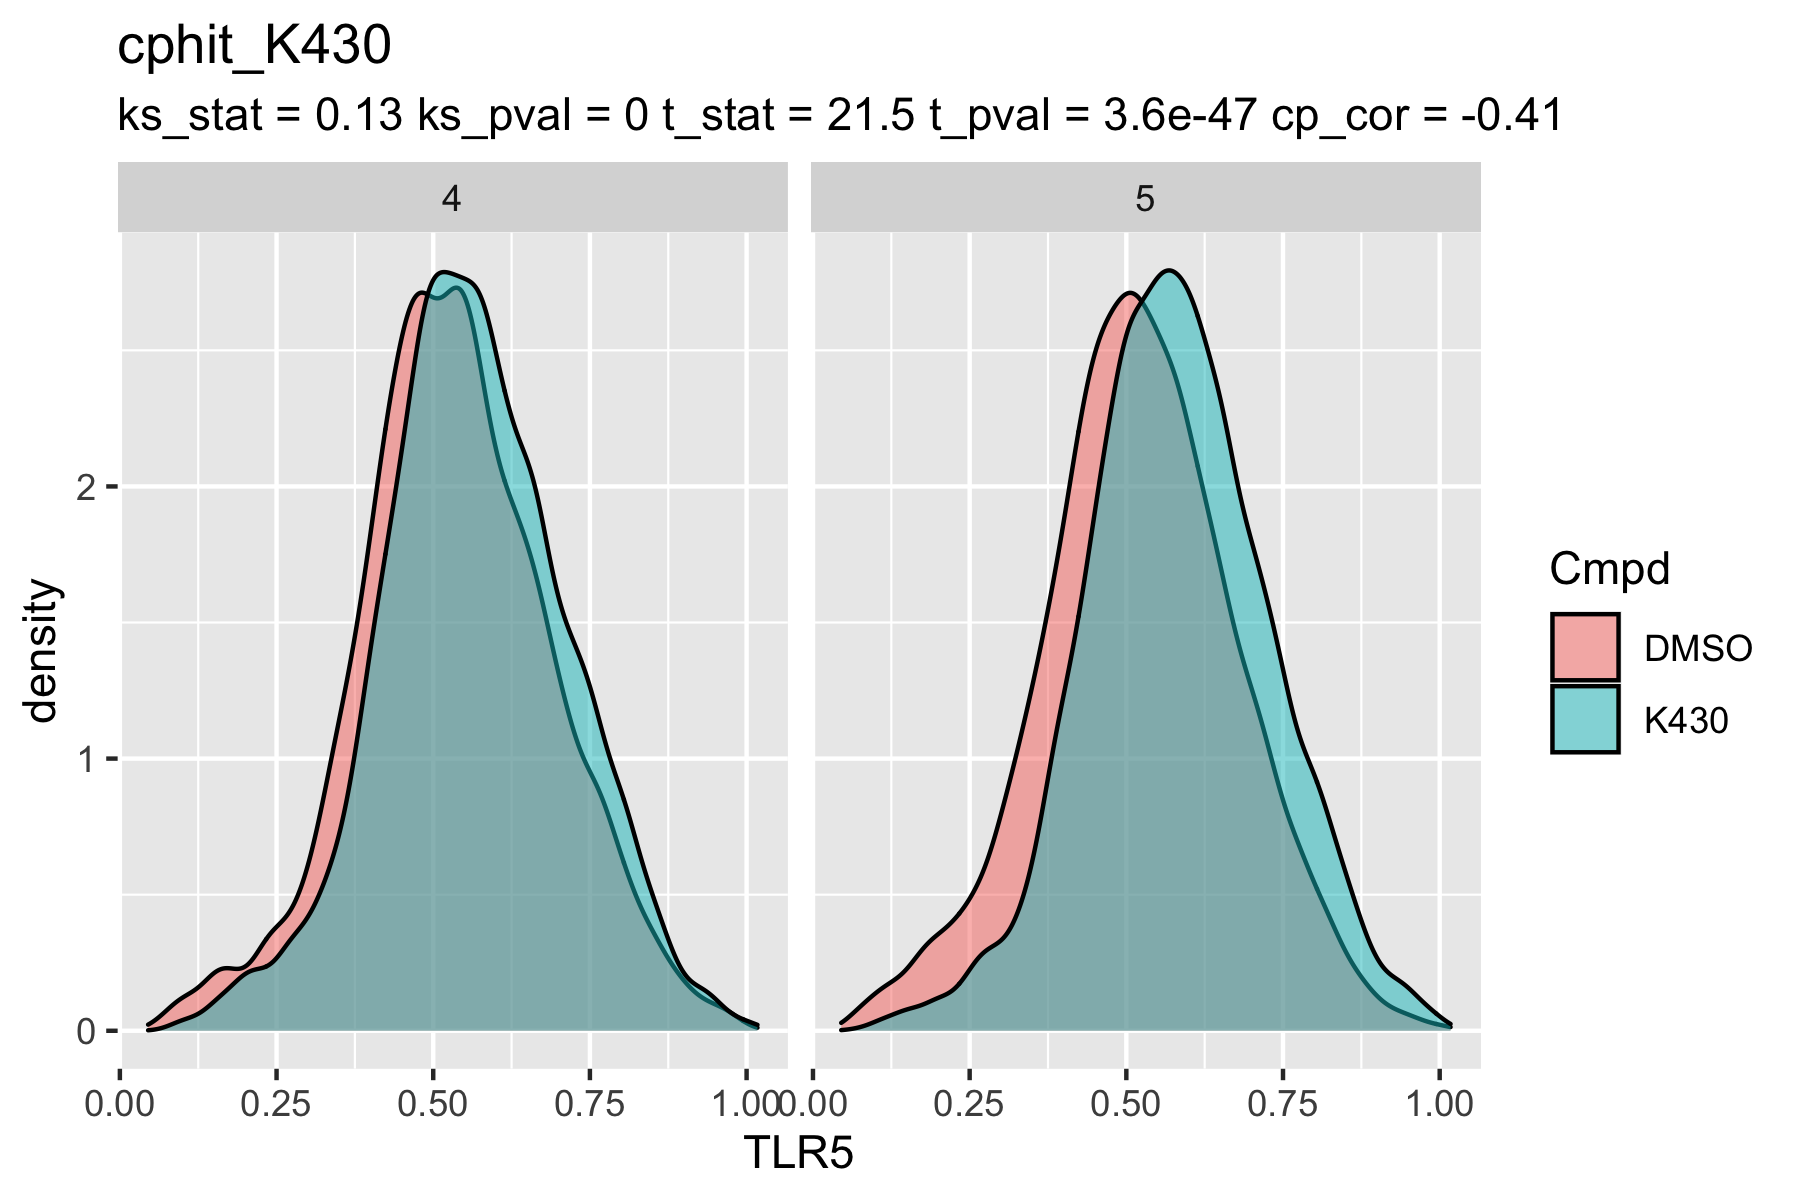 cphit_K430
ks_stat = 0.13 ks_pval = 0 t_stat = 21.5 t_pval = 3.6e-47 cp_cor = -0.41
4 5
density
2
1
0
0.00 0.25 0.50 0.75 1.00 0.00 0.25 0.50 0.75 1.00
TLR5
Cmpd
DMSO
K430